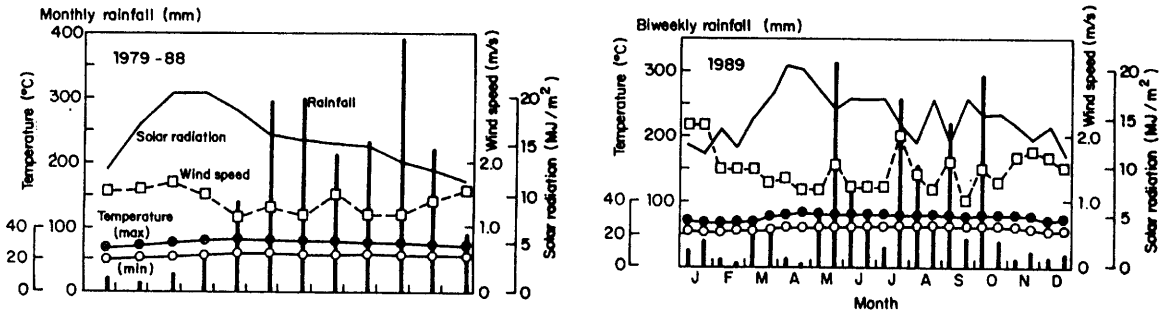 Monthly rainfall (mm)
400
300
200
100
0
Temperature (°C)
40
20
0
1979 - 88
Rainfall
Solar radiation
Wind speed
Temperature
(max)
(min)
Wind speed (m/s)
2.0
1.0
0
Solar radiation (MJ/m²)
20
15
10
5
0
Biweekly rainfall (mm)
300
200
100
Temperature (°C)
40
20
0
1989
Wind speed (m/s)
2.0
1.0
0
Solar radiation (MJ/m²)
20
15
10
5
0
J F M A M J J A S O N D
Month